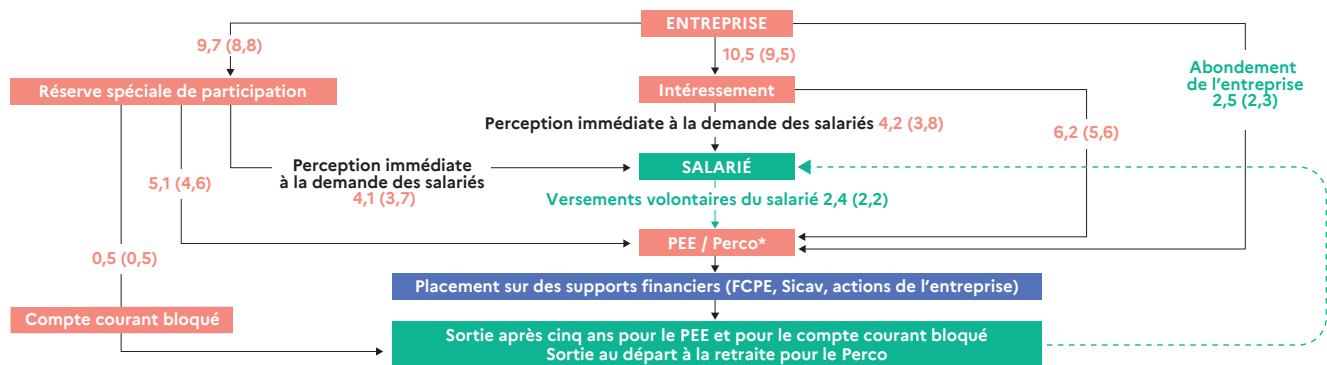 ENTREPRISE
9,7 (8,8)
10,5 (9,5)
Abondement
de l'entreprise
2,5 (2,3)
Réserve spéciale de participation
Intéressement
Perception immédiate à la demande des salariés 4,2 (3,8)
6,2 (5,6)
Perception immédiate
à la demande des salariés
4,1 (3,7)
SALARIÉ
5,1 (4,6)
Versements volontaires du salarié 2,4 (2,2)
PEE / Perco*
0,5 (0,5)
Placement sur des supports financiers (FCPE, Sicav, actions de l'entreprise)
Compte courant bloqué
Sortie après cinq ans pour le PEE et pour le compte courant bloqué
Sortie au départ à la retraite pour le Perco